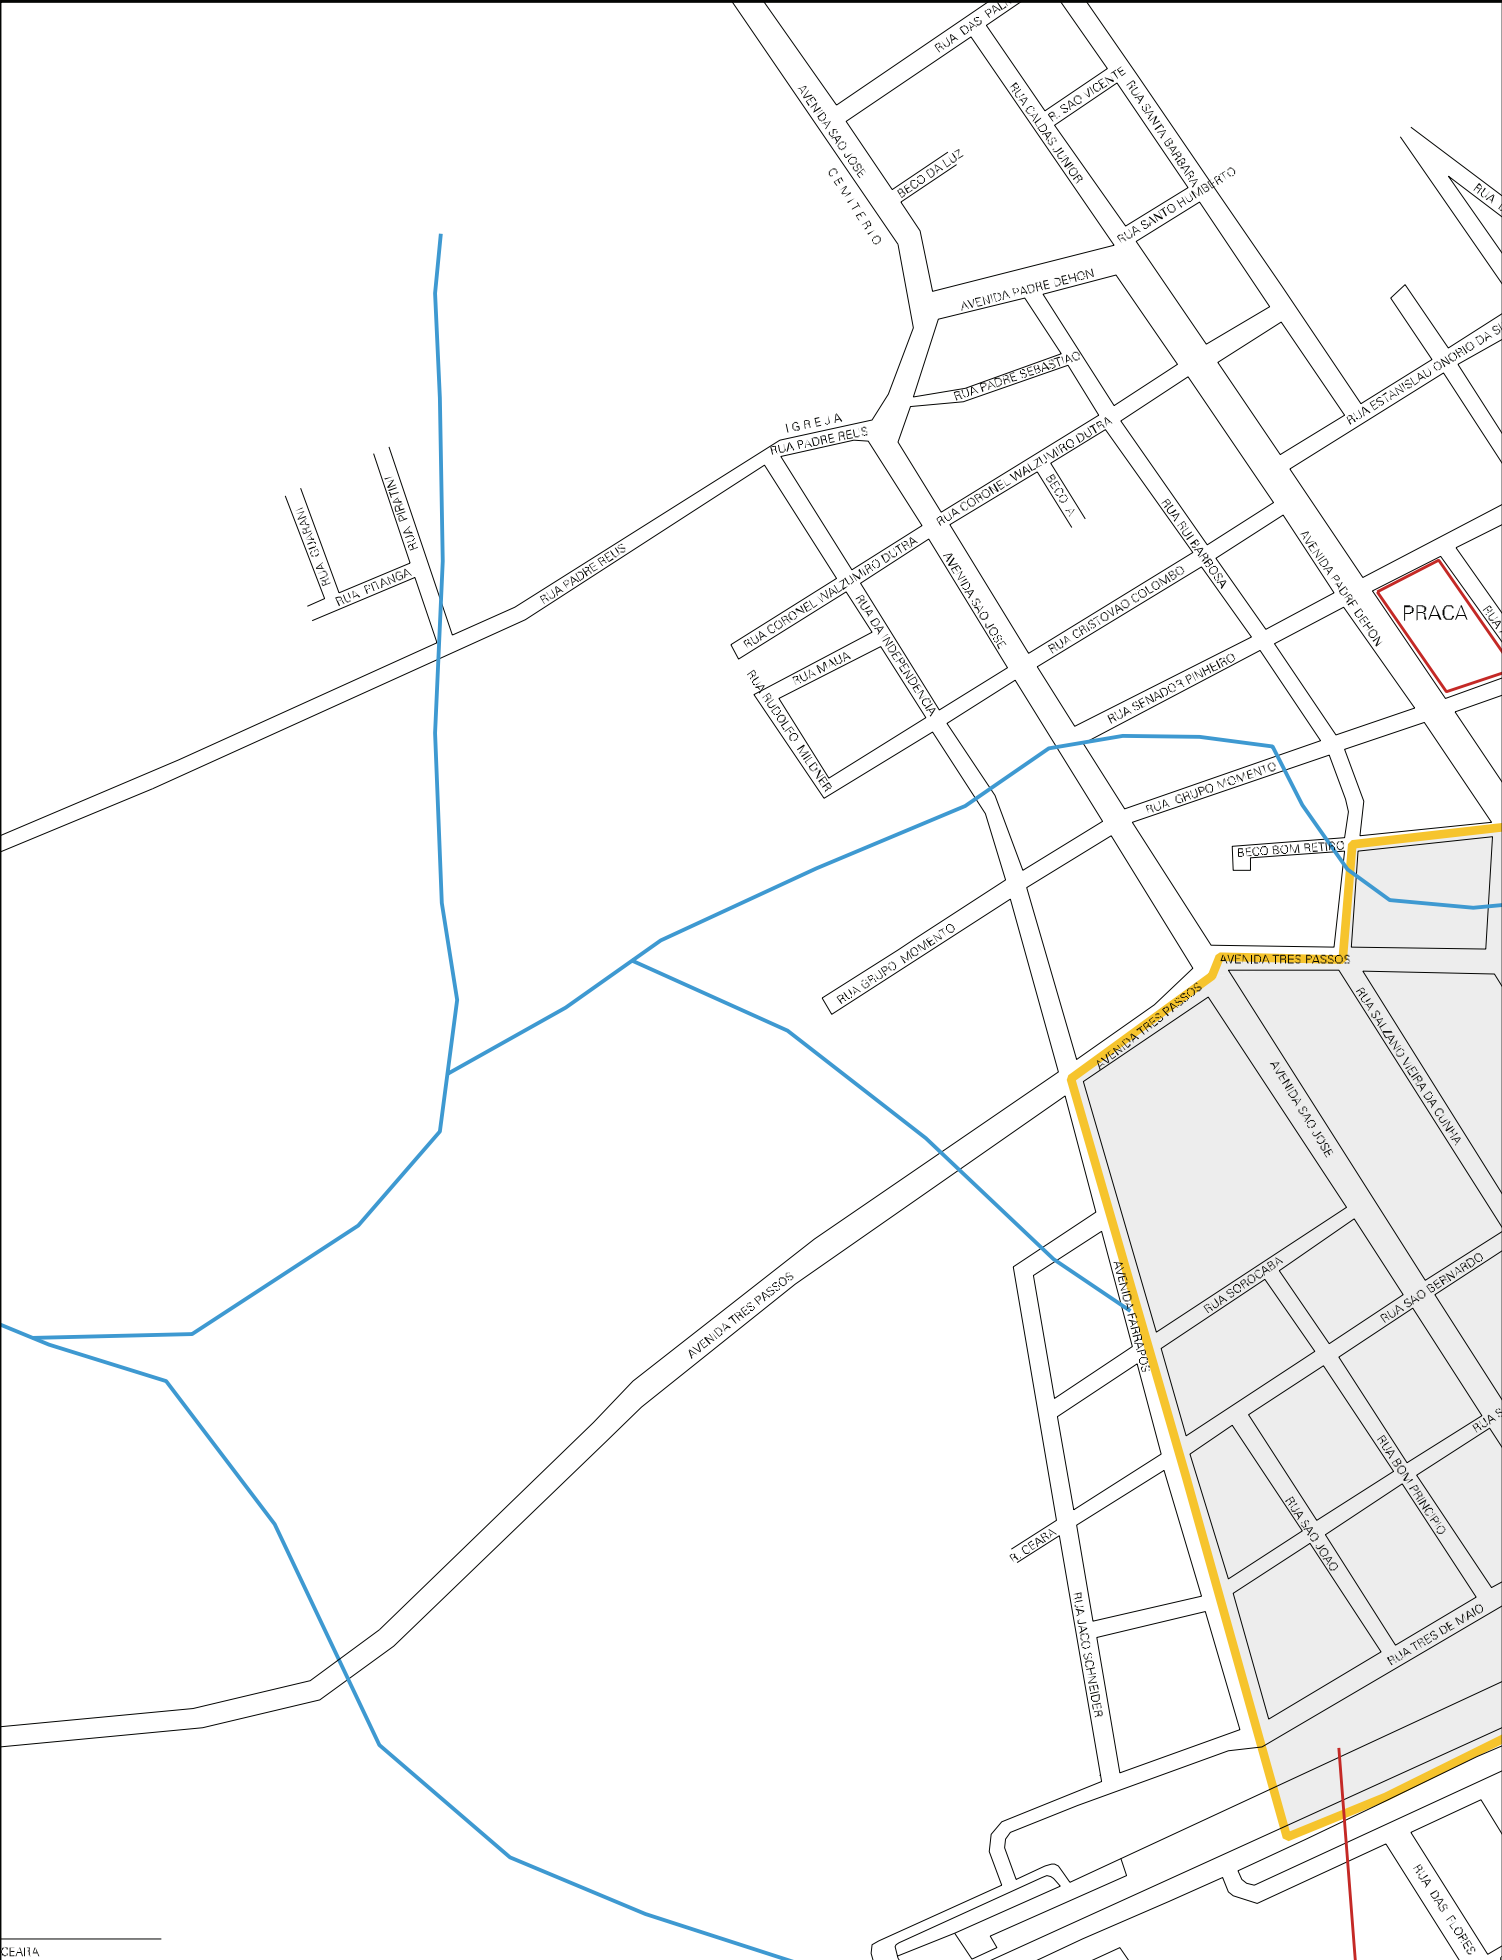 RUA DAS PAL
R. SAO VICENTE
AVENIDA SAO JOSE
RUA CALDAS JUNIOR
RUA SANTA BARBARA
CEMITERIO
BECO DA LUZ
RUA SANTO HUMBERTO
RUA
AVENIDA PADRE DEHON
RUA ESTANISLAU ONORIO DA
RUA PADRE SEBASTIAO
IGREJA
RUA PADRE REUS
RUA CORONEL WALZUMIRO DUTRA
BECO A
RUA GUARANI
RUA PIRATINI
RUA PITANGA
RUA PADRE REUS
RUA CORONEL WALZUMIRO DUTRA
AVENIDA SAO JOSE
RUA RUI BARBOSA
RUA CRISTOVAO COLOMBO
AVENIDA PADRE DEHON
PRACA
RUA
RUA DA INDEPENDENCIA
RUA MAUA
RUA RUDOLFO MILDNER
RUA SENADOR PINHEIRO
RUA GRUPO MOMENTO
BECO BOM RETIRO
RUA GRUPO MOMENTO
AVENIDA TRES PASSOS
AVENIDA TRES PASSOS
RUA SALZANO VIEIRA DA CUNHA
AVENIDA SAO JOSE
AVENIDA TRES PASSOS
AVENIDA FARRAPOS
RUA SOROCABA
RUA SAO BERNARDO
RUA S
RUA BOM PRINCIPIO
RUA SAO JOAO
R. CEARA
RUA JACO SCHNEIDER
RUA TRES DE MAIO
RUA DAS FLORES
CEARA